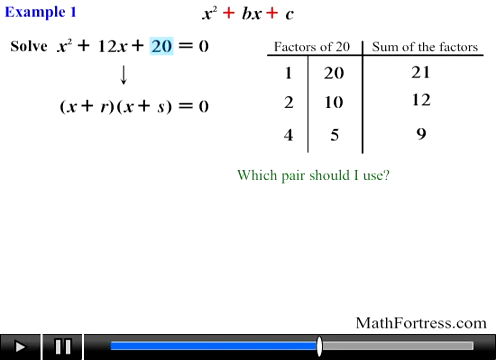 Example 1
x² + bx + c
Solve x² + 12x + 20 = 0
↓
(x + r)(x + s) = 0
Factors of 20 Sum of the factors
1 20 21
2 10 12
4 5 9
Which pair should I use?
MathFortress.com